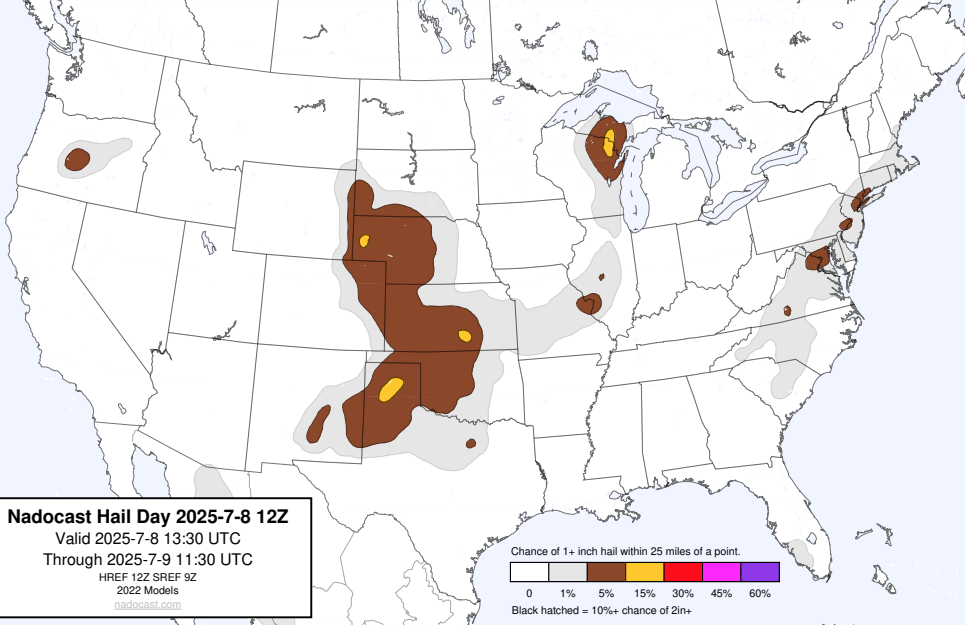 Nadocast Hail Day 2025-7-8 12Z
Valid 2025-7-8 13:30 UTC
Through 2025-7-9 11:30 UTC
HREF 12Z SREF 9Z
2022 Models
nadocast.com
Chance of 1+ inch hail within 25 miles of a point.
0 1% 5% 15% 30% 45% 60%
Black hatched = 10%+ chance of 2in+